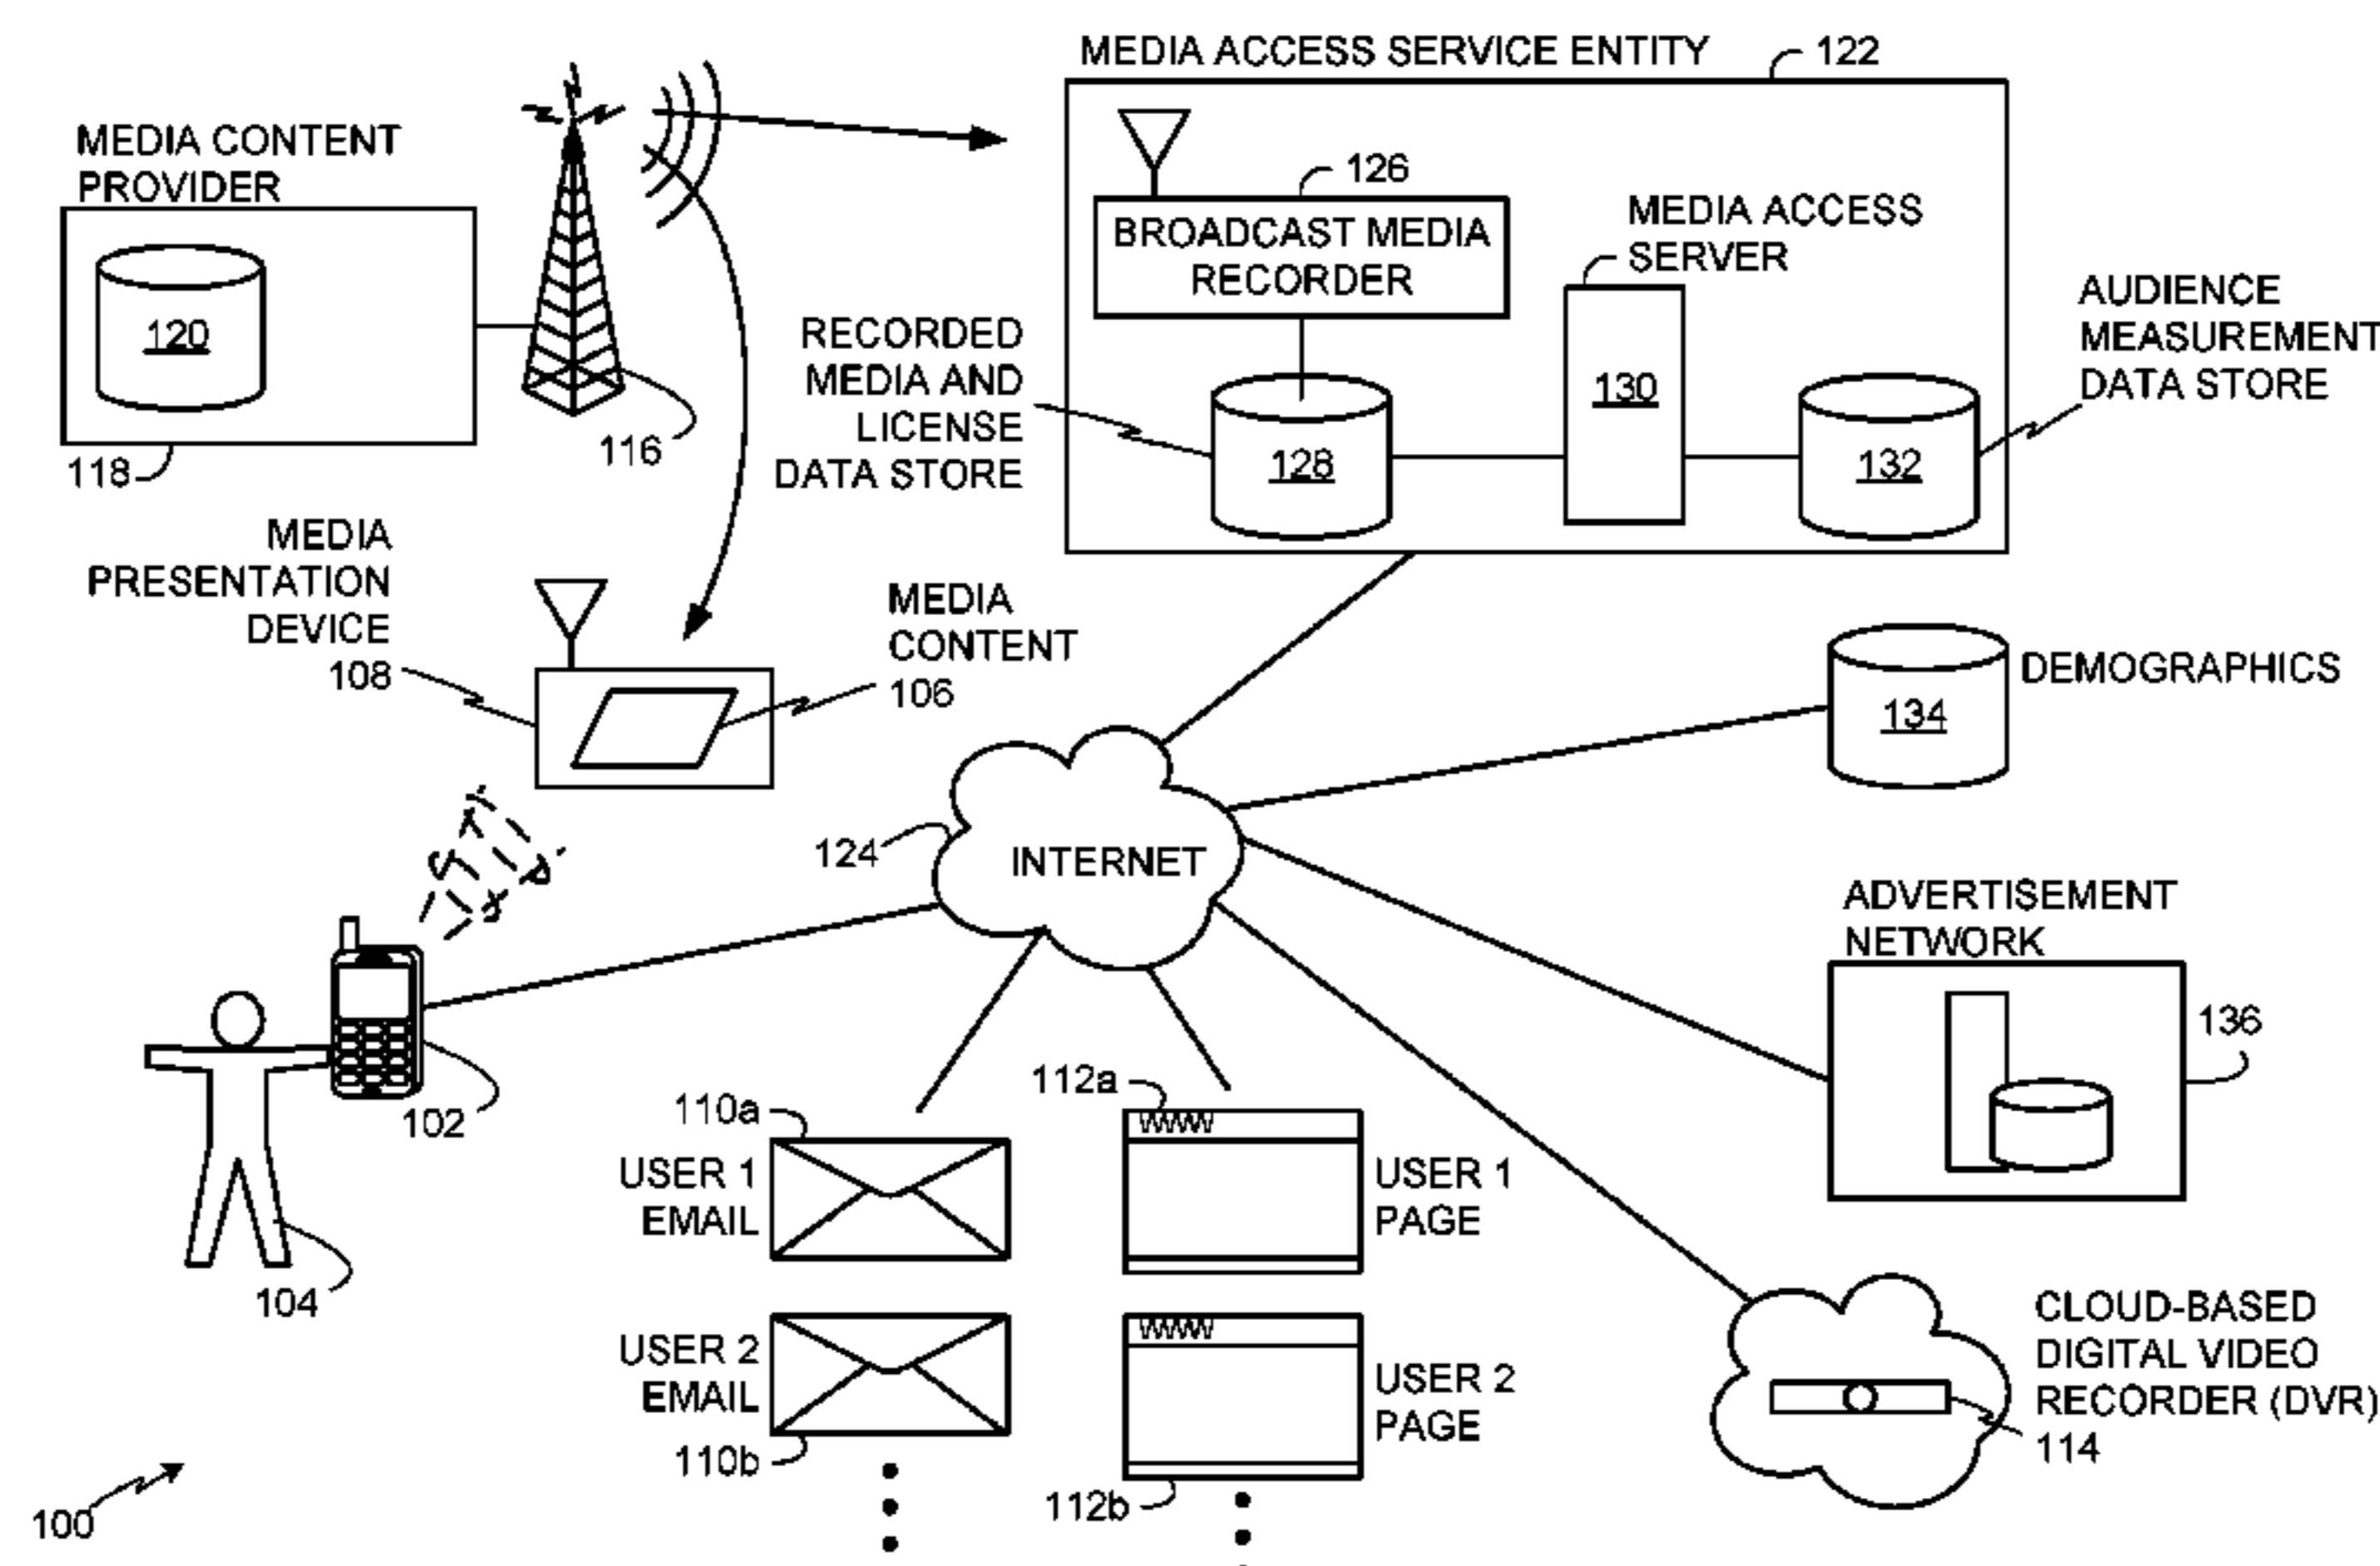 MEDIA ACCESS SERVICE ENTITY
122
MEDIA CONTENT
PROVIDER
120
118
116
126
BROADCAST MEDIA
RECORDER
MEDIA ACCESS
SERVER
130
RECORDED
MEDIA AND
LICENSE
DATA STORE
128
132
AUDIENCE
MEASUREMENT
DATA STORE
MEDIA
PRESENTATION
DEVICE
108
MEDIA
CONTENT
106
DEMOGRAPHICS
134
124
INTERNET
ADVERTISEMENT
NETWORK
136
102
104
110a
USER 1
EMAIL
112a
WWW
USER 1
PAGE
USER 2
EMAIL
110b
WWW
USER 2
PAGE
112b
CLOUD-BASED
DIGITAL VIDEO
RECORDER (DVR)
114
100